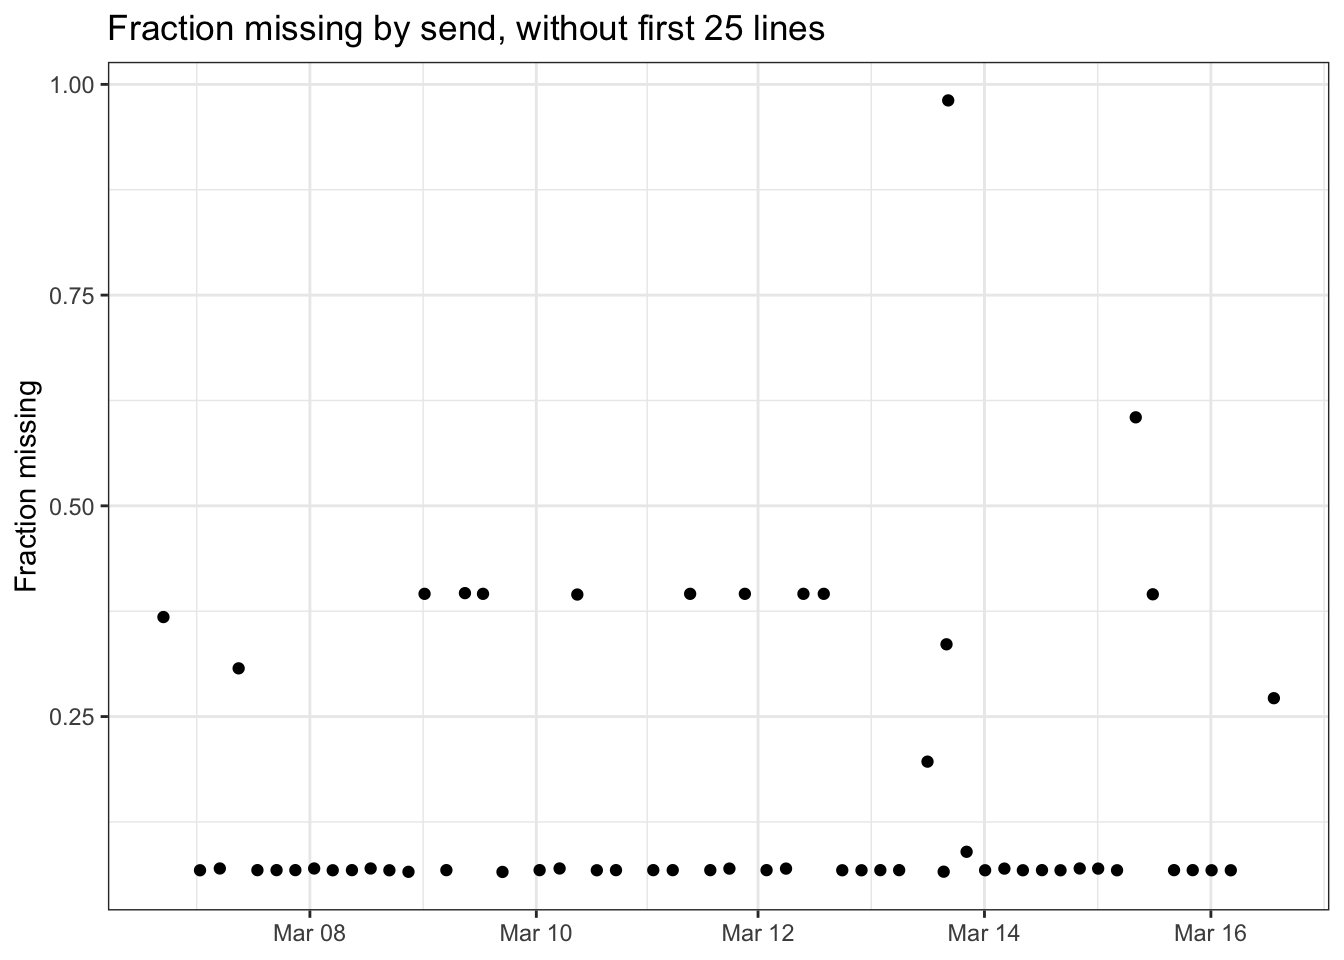 Fraction missing by send, without first 25 lines
Fraction missing
1.00
0.75
0.50
0.25
Mar 08 Mar 10 Mar 12 Mar 14 Mar 16